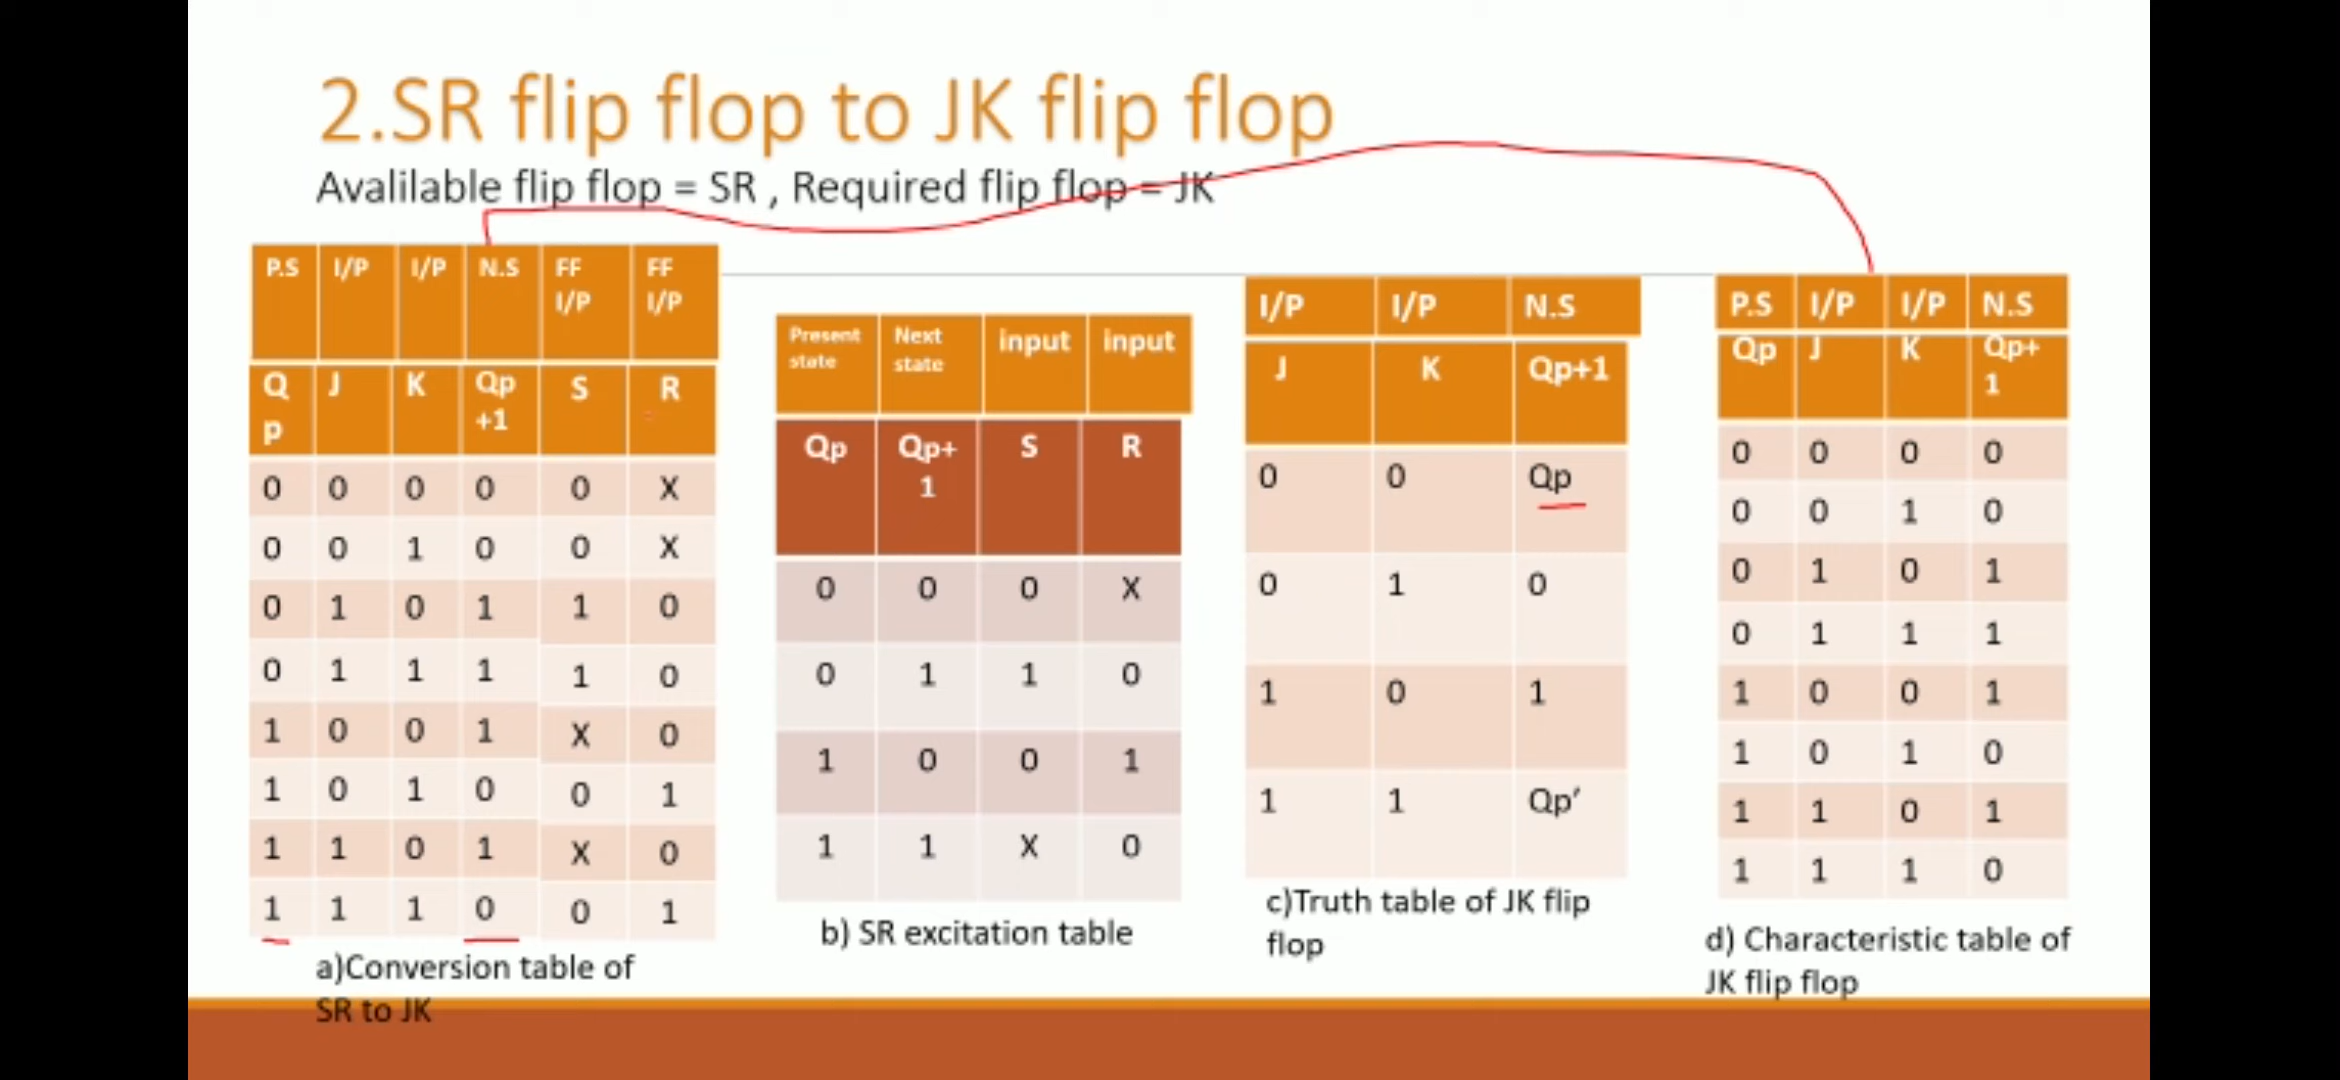 2.SR flip flop to JK flip flop
Avalilable flip flop = SR , Required flip flop = JK
P.S I/P I/P N.S FF I/P FF I/P
Qp J K Qp+1 S R
0 0 0 0 0 X
0 0 1 0 0 X
0 1 0 1 1 0
0 1 1 1 1 0
1 0 0 1 X 0
1 0 1 0 0 1
1 1 0 1 X 0
1 1 1 0 0 1
a)Conversion table of
SR to JK
Present state Next state input input
Qp Qp+1 S R
0 0 0 X
0 1 1 0
1 0 0 1
1 1 X 0
b) SR excitation table
I/P I/P N.S
J K Qp+1
0 0 Qp
0 1 0
1 0 1
1 1 Qp’
c)Truth table of JK flip
flop
P.S I/P I/P N.S
Qp J K Qp+1
0 0 0 0
0 0 1 0
0 1 0 1
0 1 1 1
1 0 0 1
1 0 1 0
1 1 0 1
1 1 1 0
d) Characteristic table of
JK flip flop